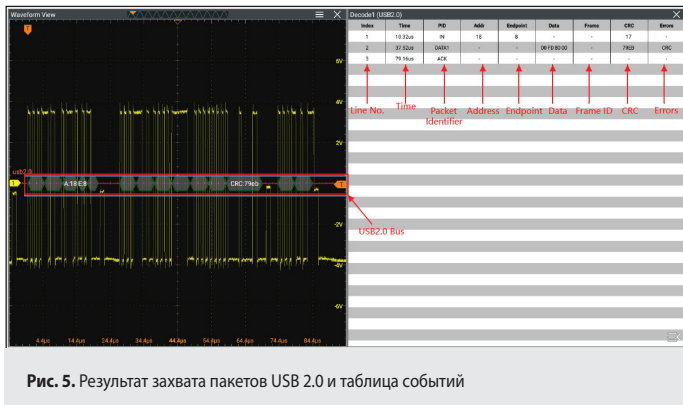 Waveform View
Decode1 (USB2.0)
Index Time PID Addr Endpoint Data Frame CRC Errors
1 10.32us IN 18 8 - - 17 -
2 37.52us DATA1 - - 00 FD 80 00 - 79EB CRC
3 79.16us ACK - - - - - -
Line No. Time Packet Identifier Address Endpoint Data Frame ID CRC Errors
T
6V
4V
2V
usb2.0
1 A:18 E:8 CRC:79eb T
USB2.0 Bus
-2V
-4V
-6V
4.4μs 14.4μs 24.4μs 34.4μs 44.4μs 54.4μs 64.4μs 74.4μs 84.4μs
Рис. 5. Результат захвата пакетов USB 2.0 и таблица событий